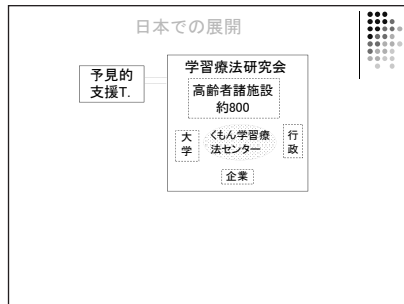 日本での展開
予見的
支援T.
学習療法研究会
高齢者諸施設
約800
大
学
くもん学習療
法センター
行
政
企業